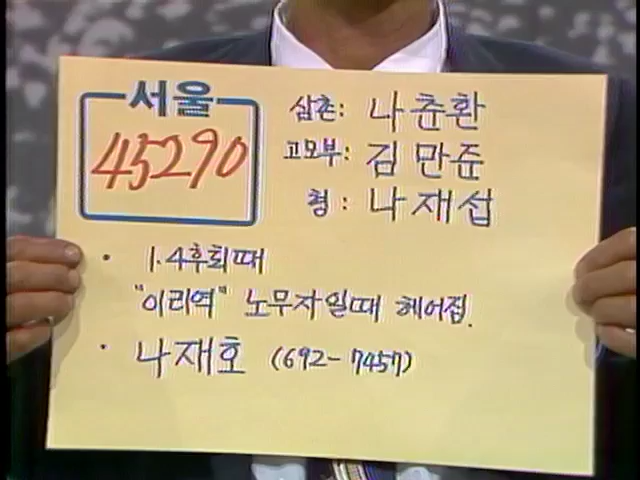 서울
45290
삼촌: 나춘환
고모부: 김만준
형: 나재섭
· 1.4후회때
"이리역" 노무자일때 헤어짐.
· 나재호 (692-7457)